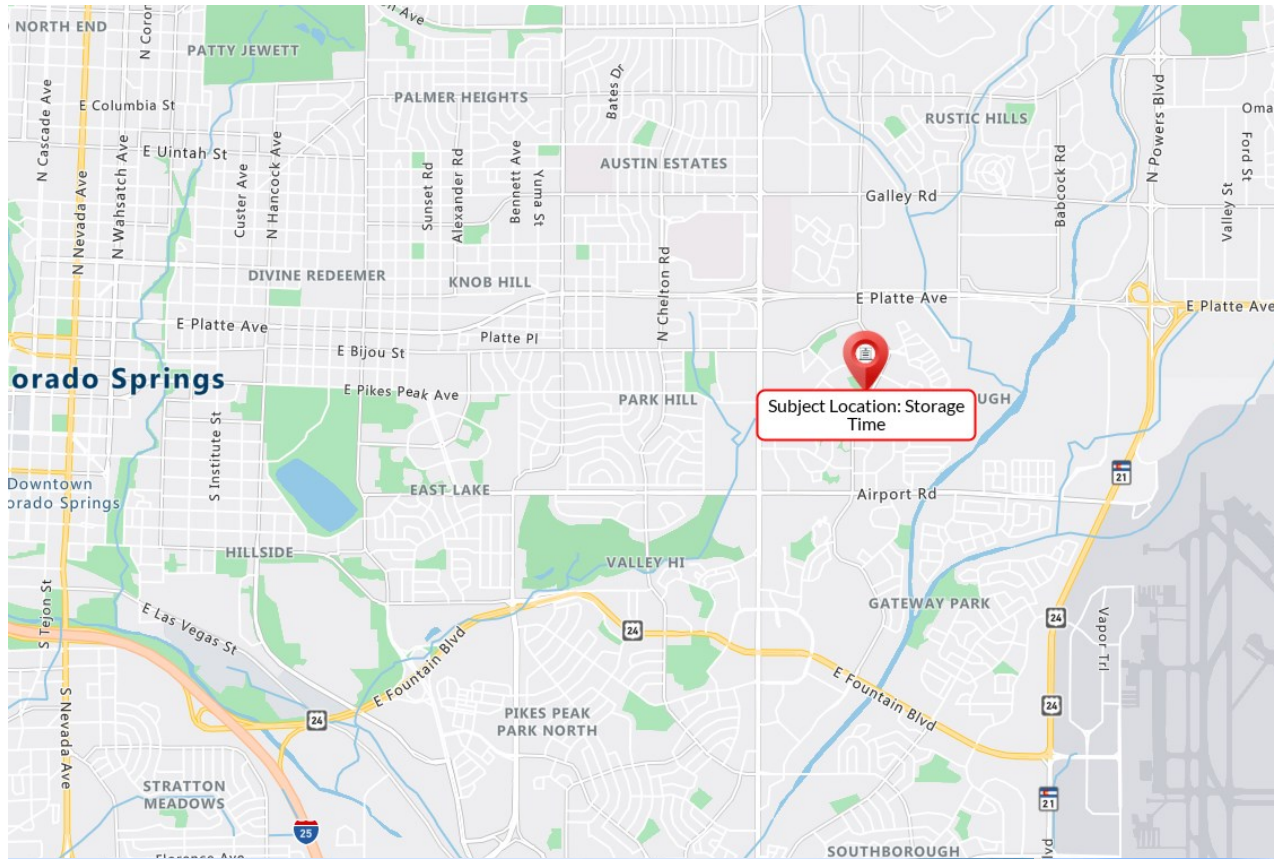 NORTH END
N Coron
PATTY JEWETT
n Ave
Bates Dr
N Powers Blvd
N Cascade Ave
E Columbia St
PALMER HEIGHTS
RUSTIC HILLS
Oma
Ford St
E Uintah St
N Wahsatch Ave
N Hancock Ave
Custer Ave
AUSTIN ESTATES
Babcock Rd
Sunset Rd
Alexander Rd
Bennett Ave
Yuma St
Galley Rd
Valley St
N Nevada Ave
DIVINE REDEEMER
KNOB HILL
N Chelton Rd
E Platte Ave
E Platte Ave
E Platte Ave
Platte Pl
E Bijou St
orado Springs
E Pikes Peak Ave
PARK HILL
Subject Location: Storage
Time
UGH
S Institute St
Downtown
orado Springs
EAST LAKE
Airport Rd
21
HILLSIDE
VALLEY HI
GATEWAY PARK
S Tejon St
E Las Vegas St
24
24
Vapor Trl
E Fountain Blvd
E Fountain Blvd
24
24
PIKES PEAK
PARK NORTH
S Nevada Ave
STRATTON
MEADOWS
21
25
SOUTHBOROUGH
Florence Ave